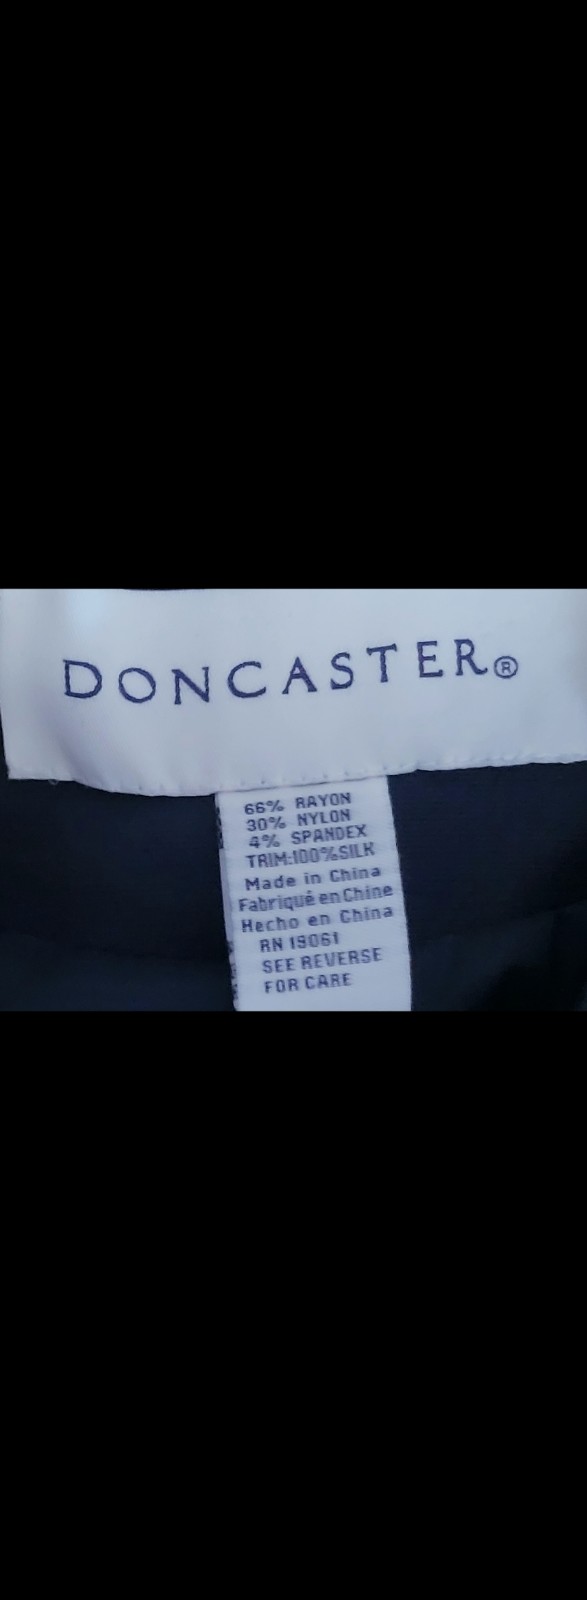 DONCASTER®
66% RAYON
30% NYLON
4% SPANDEX
TRIM:100%SILK
Made in China
Fabriqué en Chine
Hecho en China
RN 19061
SEE REVERSE
FOR CARE